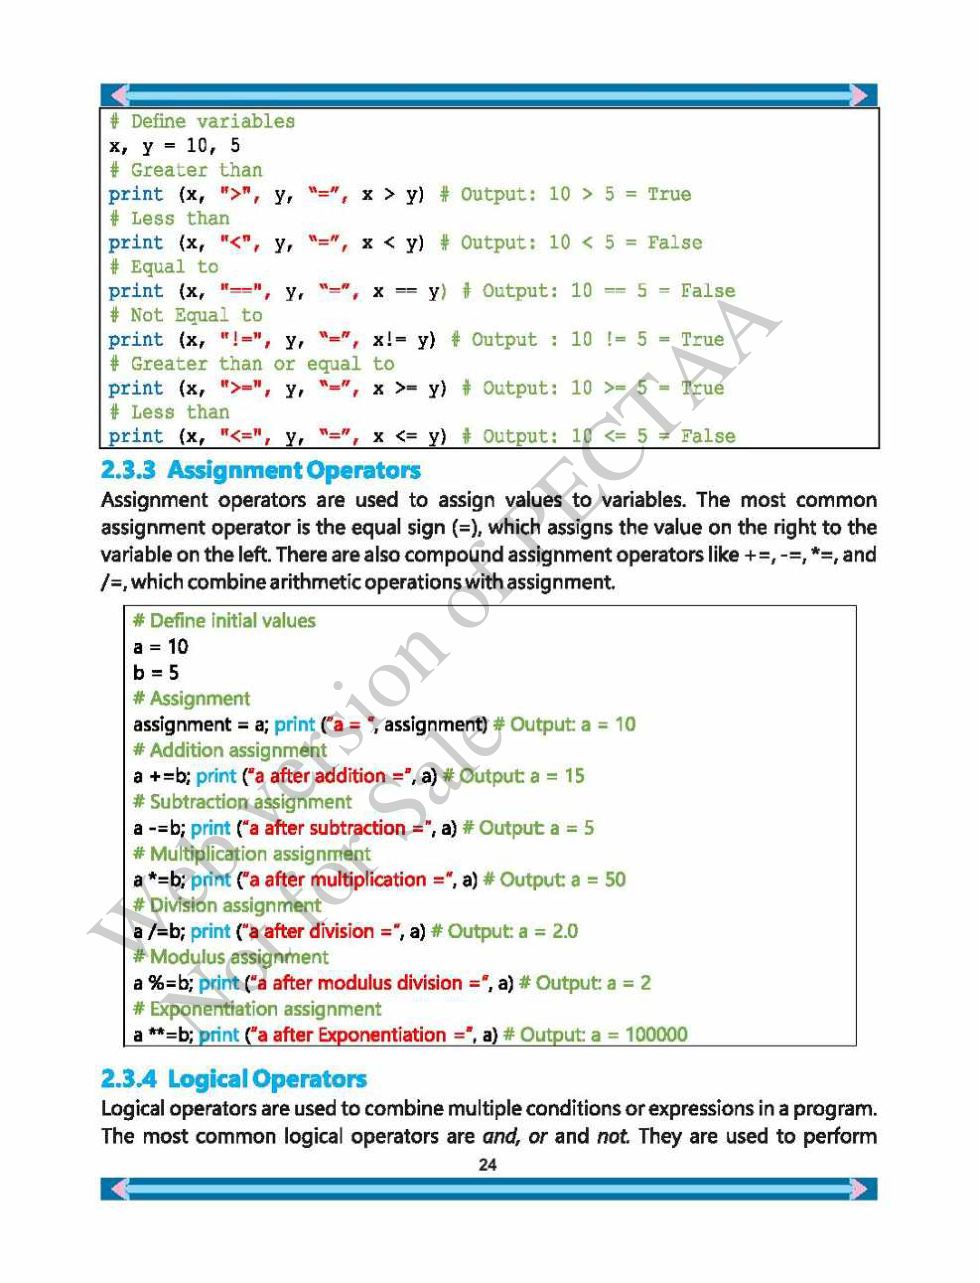 # Define variables
x, y = 10, 5
# Greater than
print (x, ">", y, "=", x > y) # Output: 10 > 5 = True
# Less than
print (x, "<", y, "=", x < y) # Output: 10 < 5 = False
# Equal to
print (x, "==", y, "=", x == y) # Output: 10 == 5 = False
# Not Equal to
print (x, "!=", y, "=", x!= y) # Output : 10 != 5 = True
# Greater than or equal to
print (x, ">=", y, "=", x >= y) # Output: 10 >= 5 = True
# Less than
print (x, "<=", y, "=", x <= y) # Output: 10 <= 5 = False
2.3.3 Assignment Operators
Assignment operators are used to assign values to variables. The most common
assignment operator is the equal sign (=), which assigns the value on the right to the
variable on the left. There are also compound assignment operators like +=, -=, *=, and
/=, which combine arithmetic operations with assignment.
# Define initial values
a = 10
b = 5
# Assignment
assignment = a; print ("a = ", assignment) # Output: a = 10
# Addition assignment
a +=b; print ("a after addition =", a) # Output: a = 15
# Subtraction assignment
a -=b; print ("a after subtraction =", a) # Output: a = 5
# Multiplication assignment
a *=b; print ("a after multiplication =", a) # Output: a = 50
# Division assignment
a /=b; print ("a after division =", a) # Output: a = 2.0
# Modulus assignment
a %=b; print ("a after modulus division =", a) # Output: a = 2
# Exponentiation assignment
a **=b; print ("a after Exponentiation =", a) # Output: a = 100000
2.3.4 Logical Operators
Logical operators are used to combine multiple conditions or expressions in a program.
The most common logical operators are and, or and not. They are used to perform
24
Web version of PECTAA
Not for Sale